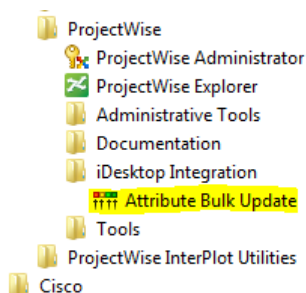 ProjectWise
ProjectWise Administrator
ProjectWise Explorer
Administrative Tools
Documentation
iDesktop Integration
Attribute Bulk Update
Tools
ProjectWise InterPlot Utilities
Cisco